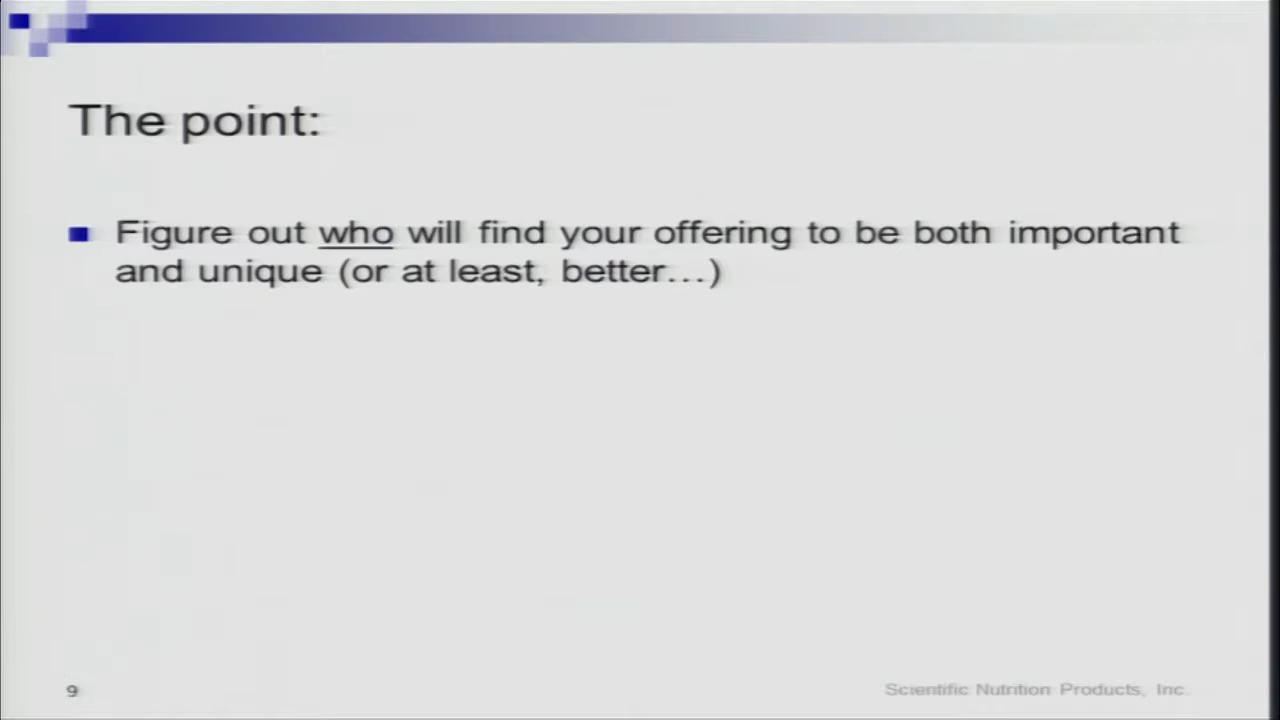 The point:
Figure out who will find your offering to be both important
and unique (or at least, better...)
9
Scientific Nutrition Products, Inc.